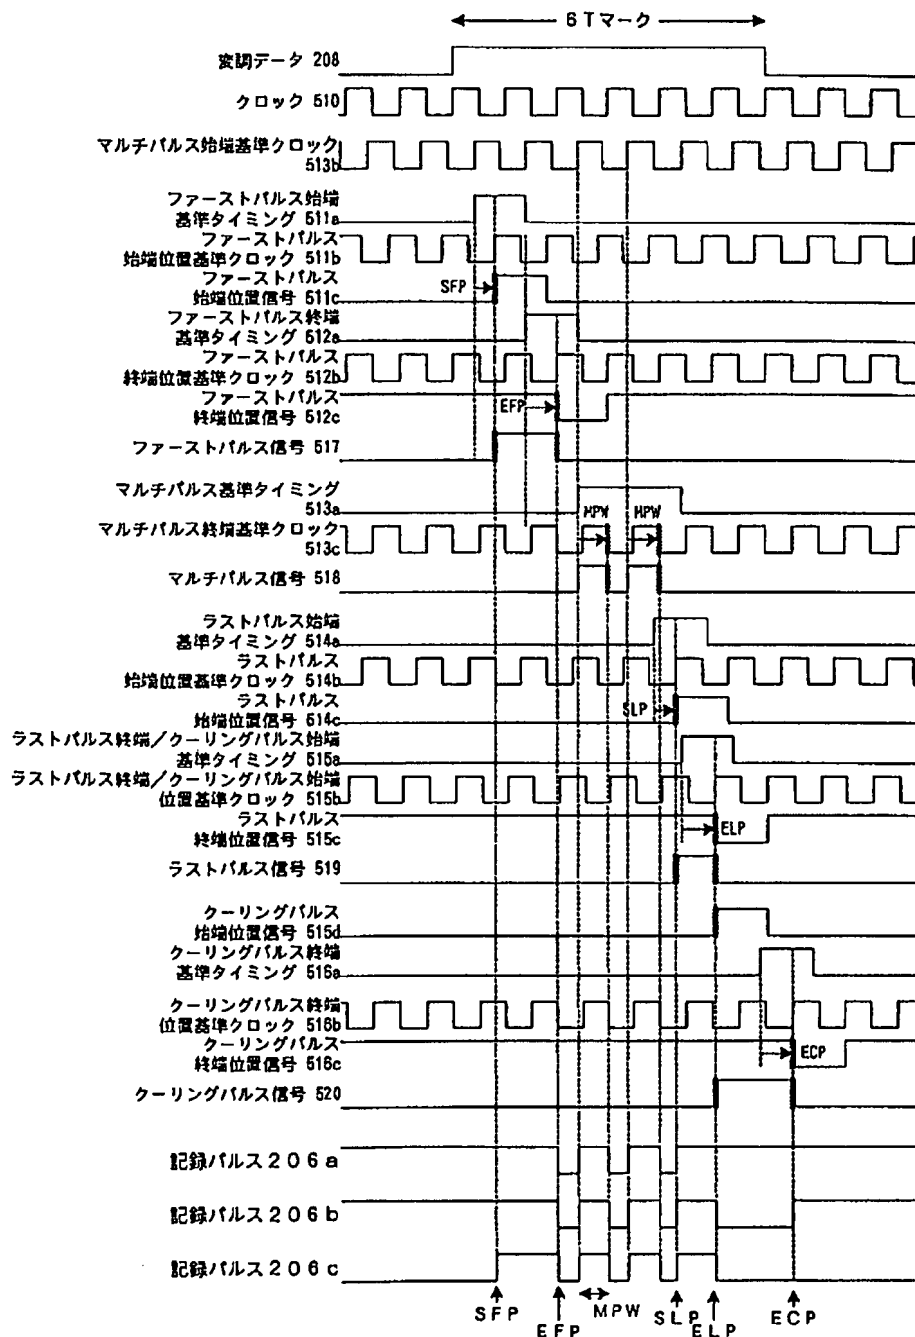 6Tマーク
変調データ 208
クロック 510
マルチパルス始端基準クロック
513b
ファーストパルス始端
基準タイミング 511a
ファーストパルス
始端位置基準クロック 511b
ファーストパルス
始端位置信号 511c
SFP
ファーストパルス終端
基準タイミング 512a
ファーストパルス
終端位置基準クロック 512b
ファーストパルス
終端位置信号 512c
EFP
ファーストパルス信号 517
マルチパルス基準タイミング
513a
MPW MPW
マルチパルス終端基準クロック
513c
マルチパルス信号 518
ラストパルス始端
基準タイミング 514a
ラストパルス
始端位置基準クロック 514b
ラストパルス
始端位置信号 514c
SLP
ラストパルス終端/クーリングパルス始端
基準タイミング 515a
ラストパルス終端/クーリングパルス始端
位置基準クロック 515b
ラストパルス
終端位置信号 515c
ELP
ラストパルス信号 519
クーリングパルス
始端位置信号 515d
クーリングパルス終端
基準タイミング 516a
クーリングパルス終端
位置基準クロック 516b
クーリングパルス
終端位置信号 516c
ECP
クーリングパルス信号 520
記録パルス206a
記録パルス206b
記録パルス206c
SFP
EFP
MPW
SLP
ELP
ECP